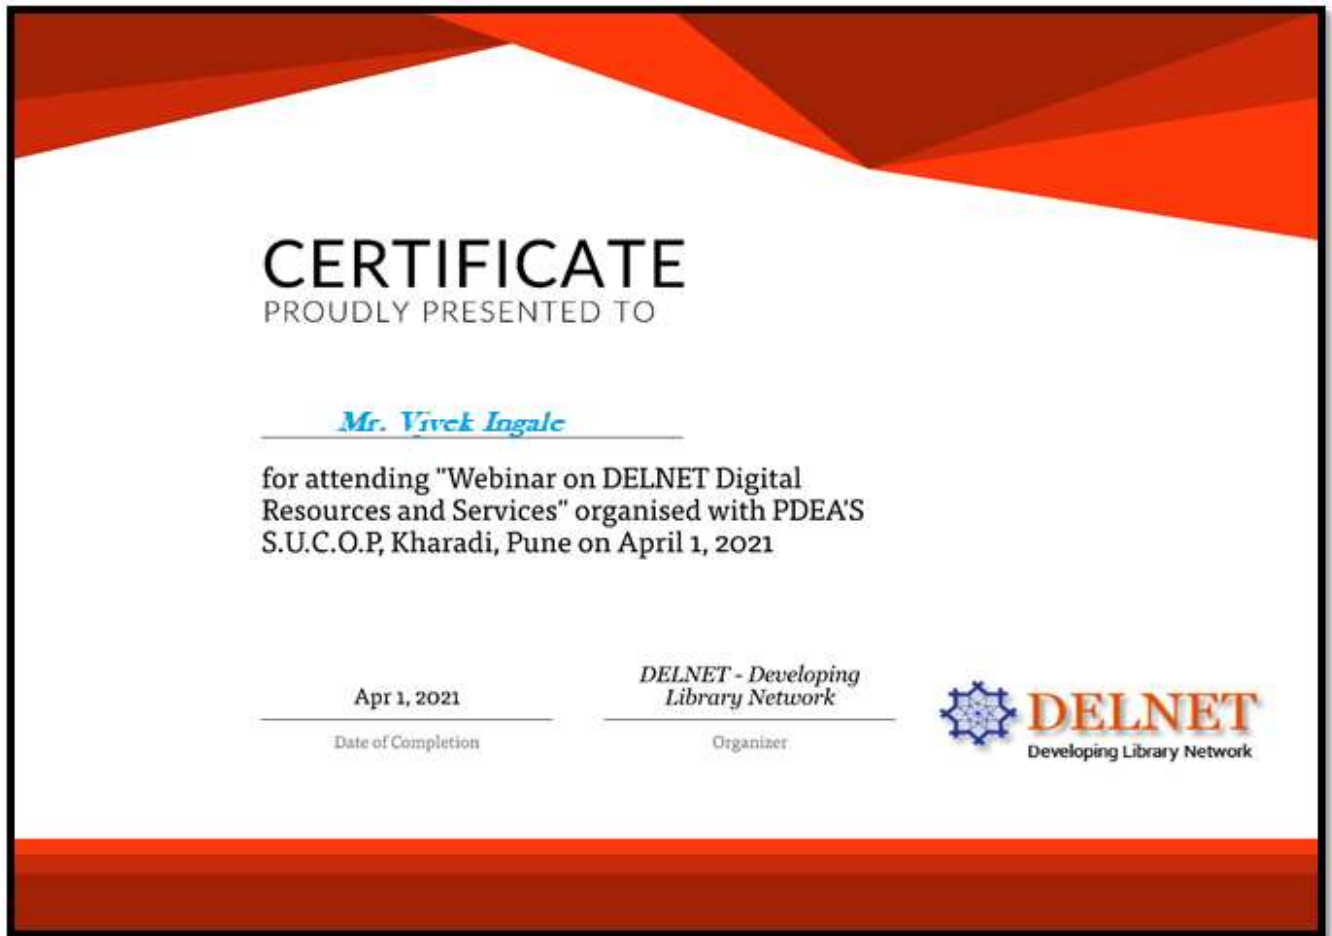 CERTIFICATE
PROUDLY PRESENTED TO
Mr. Vivek Ingale
for attending "Webinar on DELNET Digital
Resources and Services" organised with PDEA'S
S.U.C.O.P, Kharadi, Pune on April 1, 2021
Apr 1, 2021
Date of Completion
DELNET - Developing
Library Network
Organizer
DELNET
Developing Library Network